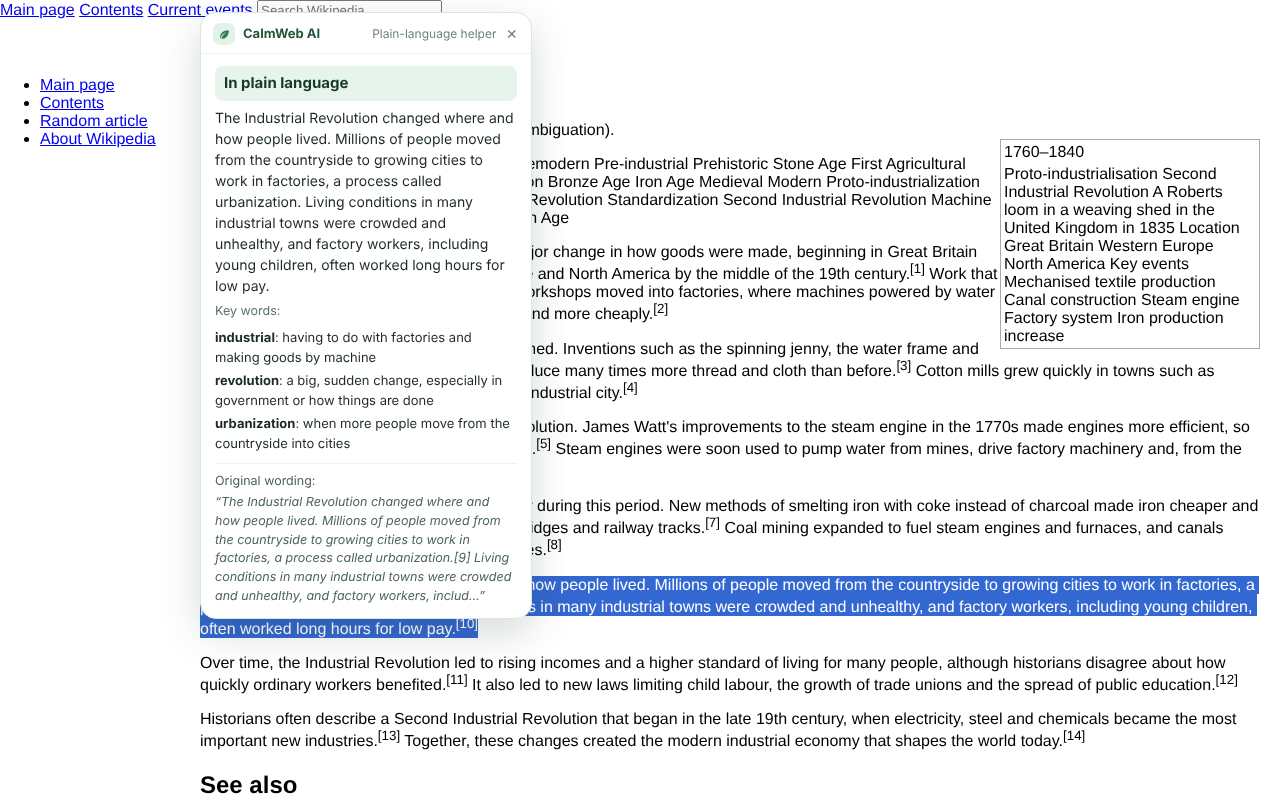 Main page Contents Current events Search Wikipedia
CalmWeb AI Plain-language helper ✕
In plain language
The Industrial Revolution changed where and
how people lived. Millions of people moved
from the countryside to growing cities to
work in factories, a process called
urbanization. Living conditions in many
industrial towns were crowded and
unhealthy, and factory workers, including
young children, often worked long hours for
low pay.
Key words:
industrial: having to do with factories and
making goods by machine
revolution: a big, sudden change, especially in
government or how things are done
urbanization: when more people move from the
countryside into cities
Original wording:
“The Industrial Revolution changed where and
how people lived. Millions of people moved
from the countryside to growing cities to work in
factories, a process called urbanization.[9] Living
conditions in many industrial towns were crowded
and unhealthy, and factory workers, includ…”
Main page
Contents
Random article
About Wikipedia
mbiguation).
emodern Pre-industrial Prehistoric Stone Age First Agricultural
on Bronze Age Iron Age Medieval Modern Proto-industrialization
Revolution Standardization Second Industrial Revolution Machine
n Age
1760–1840
Proto-industrialisation Second
Industrial Revolution A Roberts
loom in a weaving shed in the
United Kingdom in 1835 Location
Great Britain Western Europe
North America Key events
Mechanised textile production
Canal construction Steam engine
Factory system Iron production
increase
jor change in how goods were made, beginning in Great Britain
e and North America by the middle of the 19th century.[1] Work that
orkshops moved into factories, where machines powered by water
nd more cheaply.[2]
ned. Inventions such as the spinning jenny, the water frame and
duce many times more thread and cloth than before.[3] Cotton mills grew quickly in towns such as
ndustrial city.[4]
olution. James Watt's improvements to the steam engine in the 1770s made engines more efficient, so
.[5] Steam engines were soon used to pump water from mines, drive factory machinery and, from the
during this period. New methods of smelting iron with coke instead of charcoal made iron cheaper and
idges and railway tracks.[7] Coal mining expanded to fuel steam engines and furnaces, and canals
es.[8]
how people lived. Millions of people moved from the countryside to growing cities to work in factories, a
s in many industrial towns were crowded and unhealthy, and factory workers, including young children,
often worked long hours for low pay.[10]
Over time, the Industrial Revolution led to rising incomes and a higher standard of living for many people, although historians disagree about how
quickly ordinary workers benefited.[11] It also led to new laws limiting child labour, the growth of trade unions and the spread of public education.[12]
Historians often describe a Second Industrial Revolution that began in the late 19th century, when electricity, steel and chemicals became the most
important new industries.[13] Together, these changes created the modern industrial economy that shapes the world today.[14]
See also